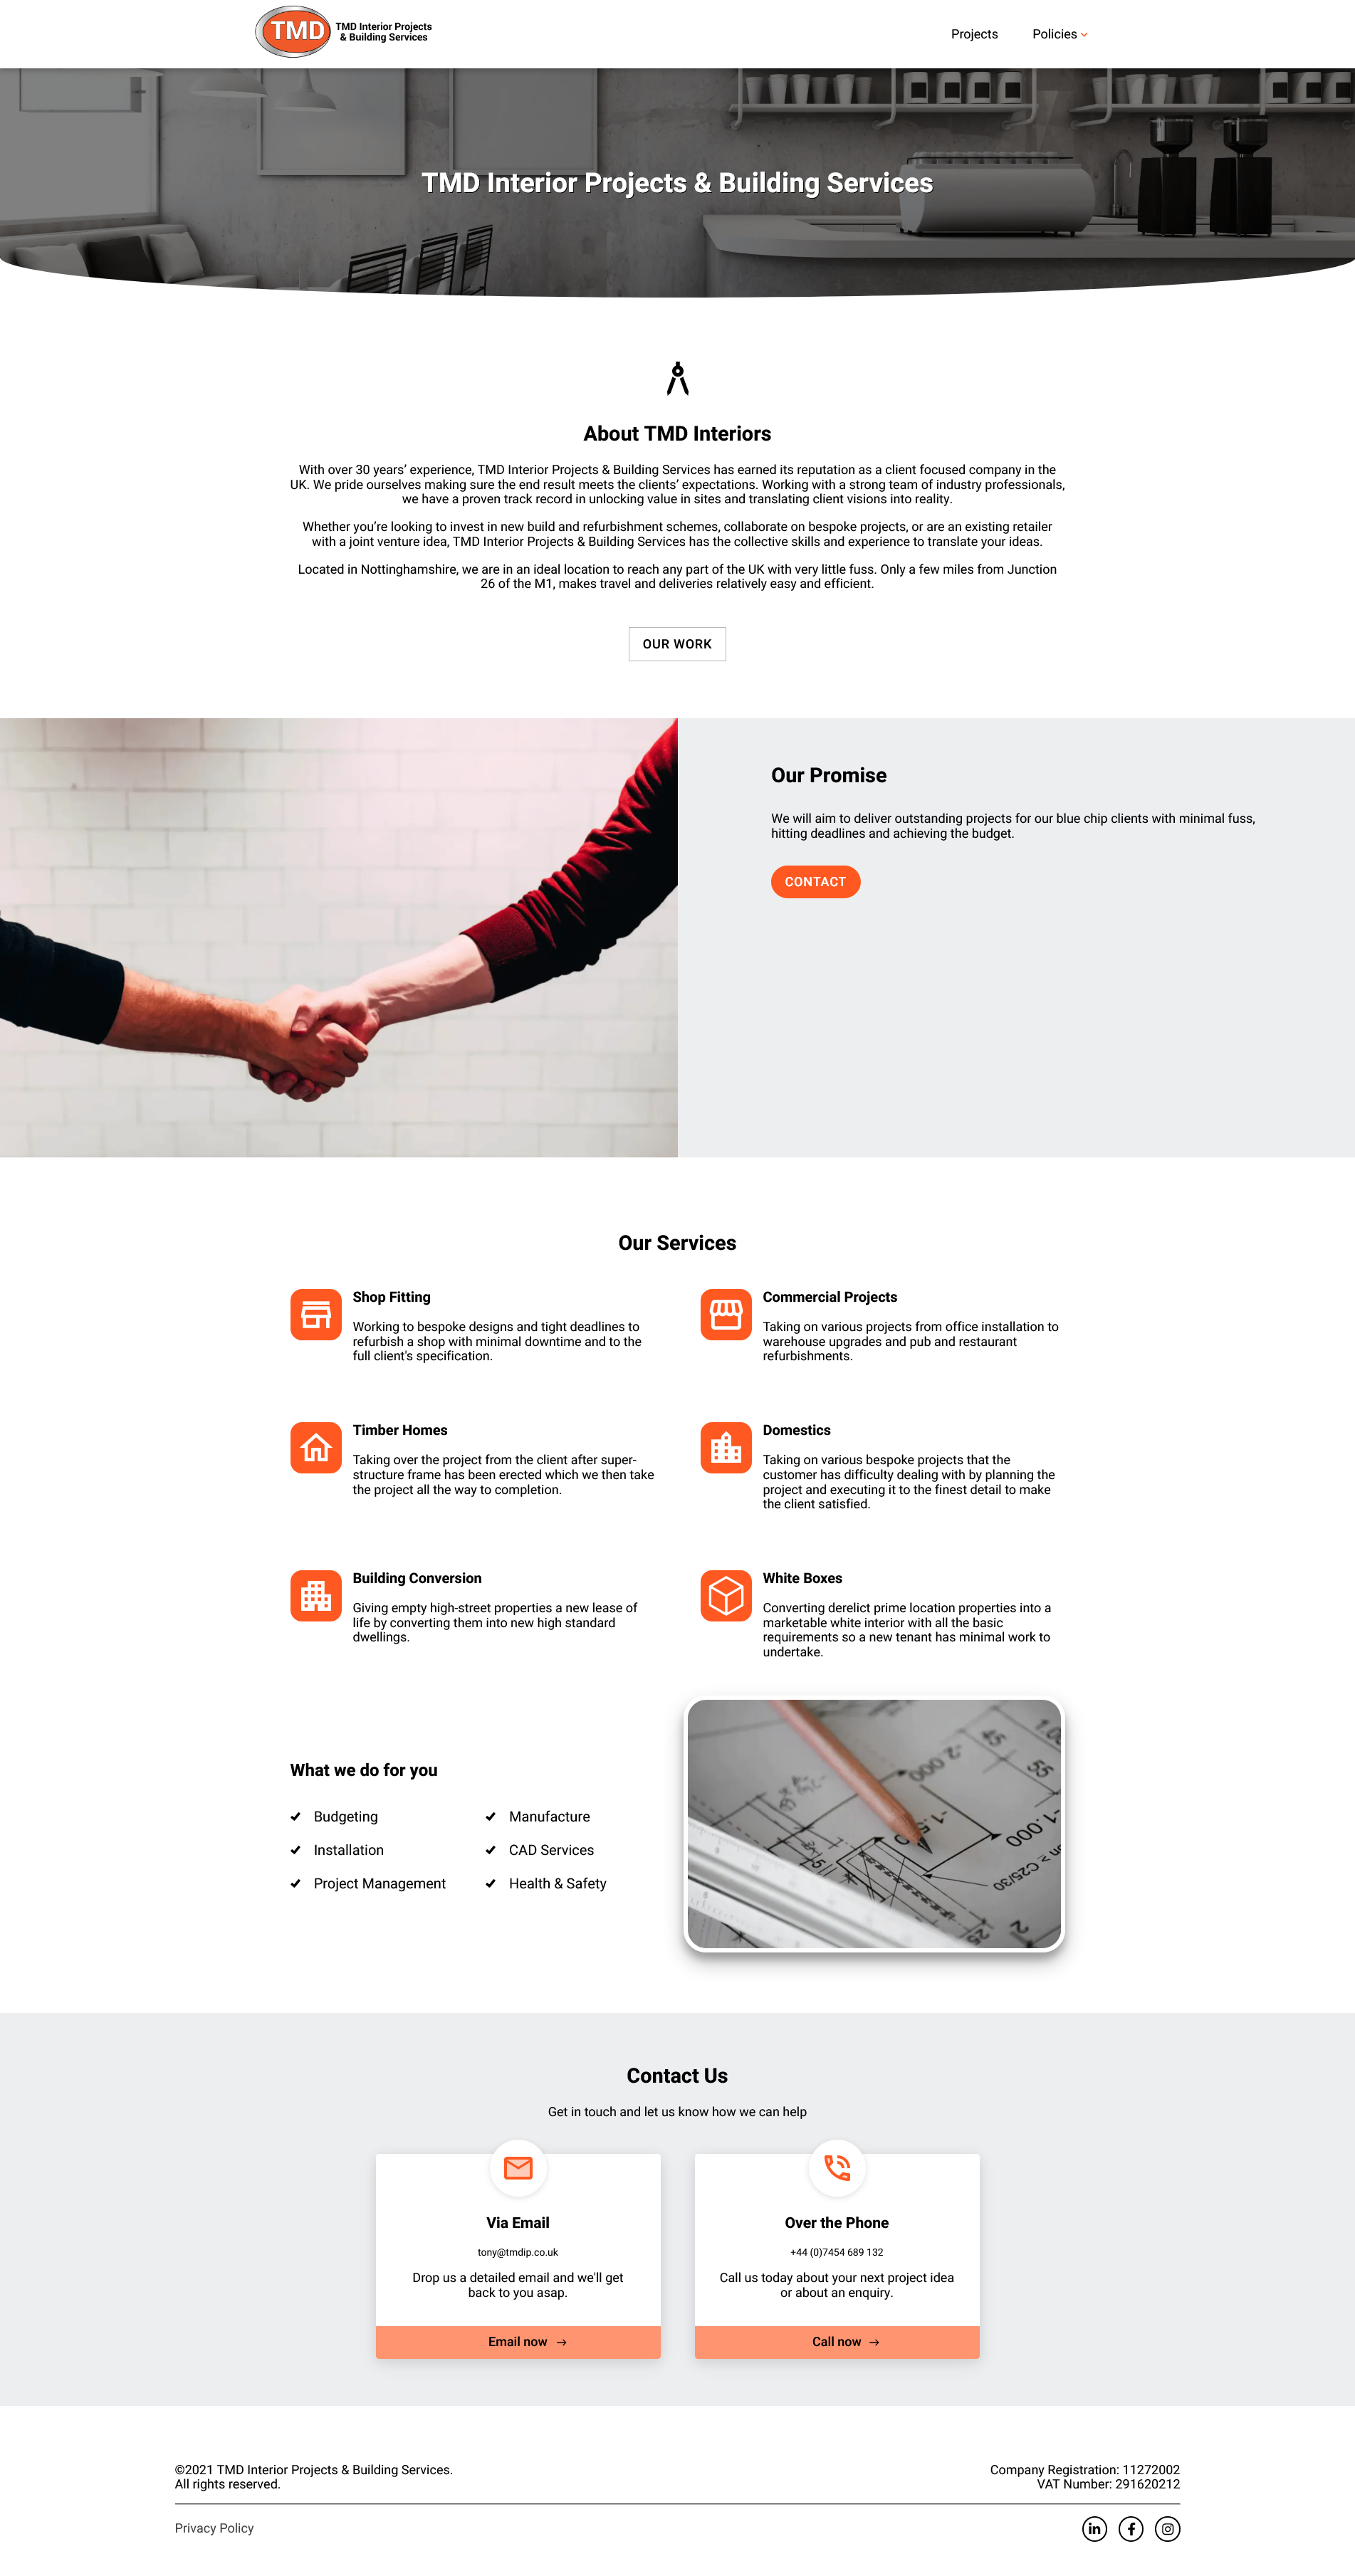 TMD
TMD Interior Projects
& Building Services
Projects
Policies
TMD Interior Projects & Building Services
About TMD Interiors
With over 30 years’ experience, TMD Interior Projects & Building Services has earned its reputation as a client focused company in the
UK. We pride ourselves making sure the end result meets the clients’ expectations. Working with a strong team of industry professionals,
we have a proven track record in unlocking value in sites and translating client visions into reality.
Whether you’re looking to invest in new build and refurbishment schemes, collaborate on bespoke projects, or are an existing retailer
with a joint venture idea, TMD Interior Projects & Building Services has the collective skills and experience to translate your ideas.
Located in Nottinghamshire, we are in an ideal location to reach any part of the UK with very little fuss. Only a few miles from Junction
26 of the M1, makes travel and deliveries relatively easy and efficient.
OUR WORK
Our Promise
We will aim to deliver outstanding projects for our blue chip clients with minimal fuss,
hitting deadlines and achieving the budget.
CONTACT
Our Services
Shop Fitting
Working to bespoke designs and tight deadlines to
refurbish a shop with minimal downtime and to the
full client's specification.
Commercial Projects
Taking on various projects from office installation to
warehouse upgrades and pub and restaurant
refurbishments.
Timber Homes
Taking over the project from the client after super-
structure frame has been erected which we then take
the project all the way to completion.
Domestics
Taking on various bespoke projects that the
customer has difficulty dealing with by planning the
project and executing it to the finest detail to make
the client satisfied.
Building Conversion
Giving empty high-street properties a new lease of
life by converting them into new high standard
dwellings.
White Boxes
Converting derelict prime location properties into a
marketable white interior with all the basic
requirements so a new tenant has minimal work to
undertake.
What we do for you
Budgeting
Manufacture
Installation
CAD Services
Project Management
Health & Safety
2.000
45
55
1.000
C25/30
25
2
Contact Us
Get in touch and let us know how we can help
Via Email
tony@tmdip.co.uk
Drop us a detailed email and we'll get
back to you asap.
Email now →
Over the Phone
+44 (0)7454 689 132
Call us today about your next project idea
or about an enquiry.
Call now →
©2021 TMD Interior Projects & Building Services.
All rights reserved.
Company Registration: 11272002
VAT Number: 291620212
Privacy Policy